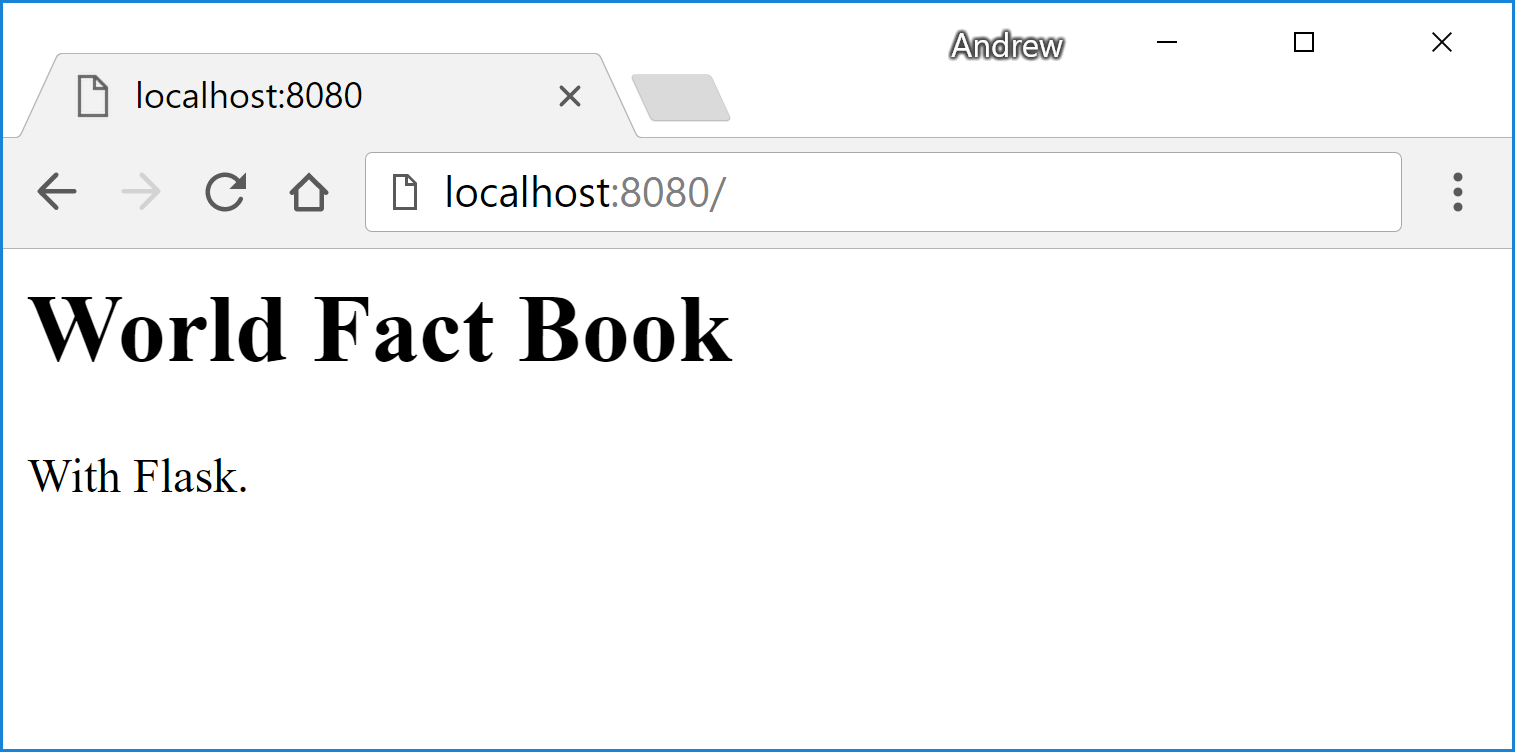 Andrew
localhost:8080
localhost:8080/
World Fact Book
With Flask.